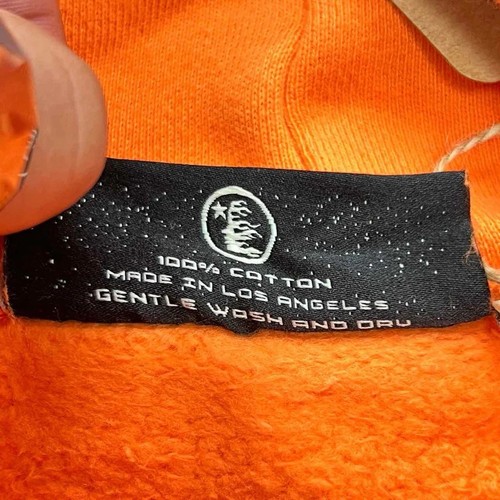 100% COTTON
MADE IN LOS ANGELES
GENTLE WASH AND DRY